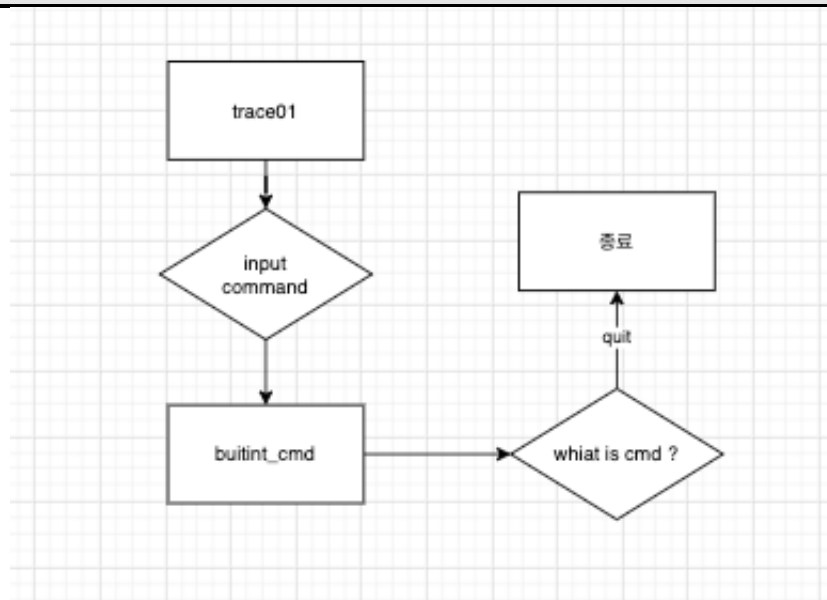 trace01
input
command
buitint_cmd
whiat is cmd ?
quit
종료